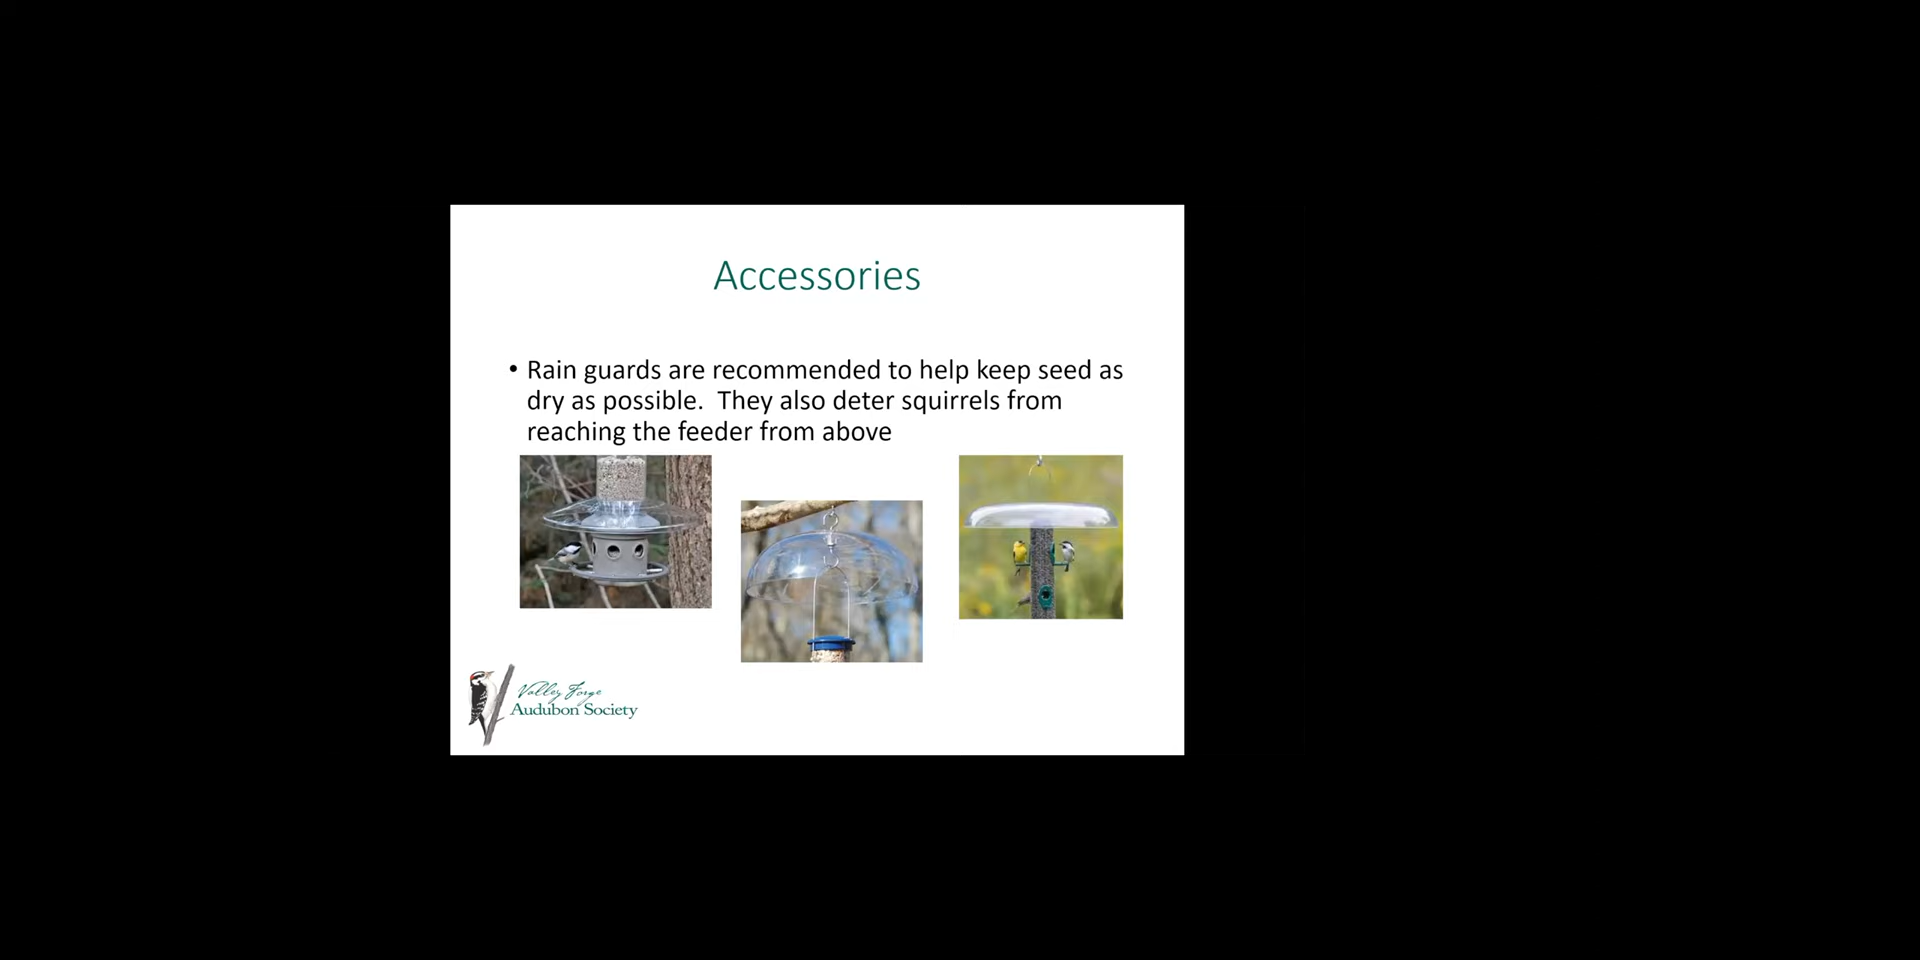 Accessories
• Rain guards are recommended to help keep seed as
dry as possible.  They also deter squirrels from
reaching the feeder from above
Valley Forge
Audubon Society